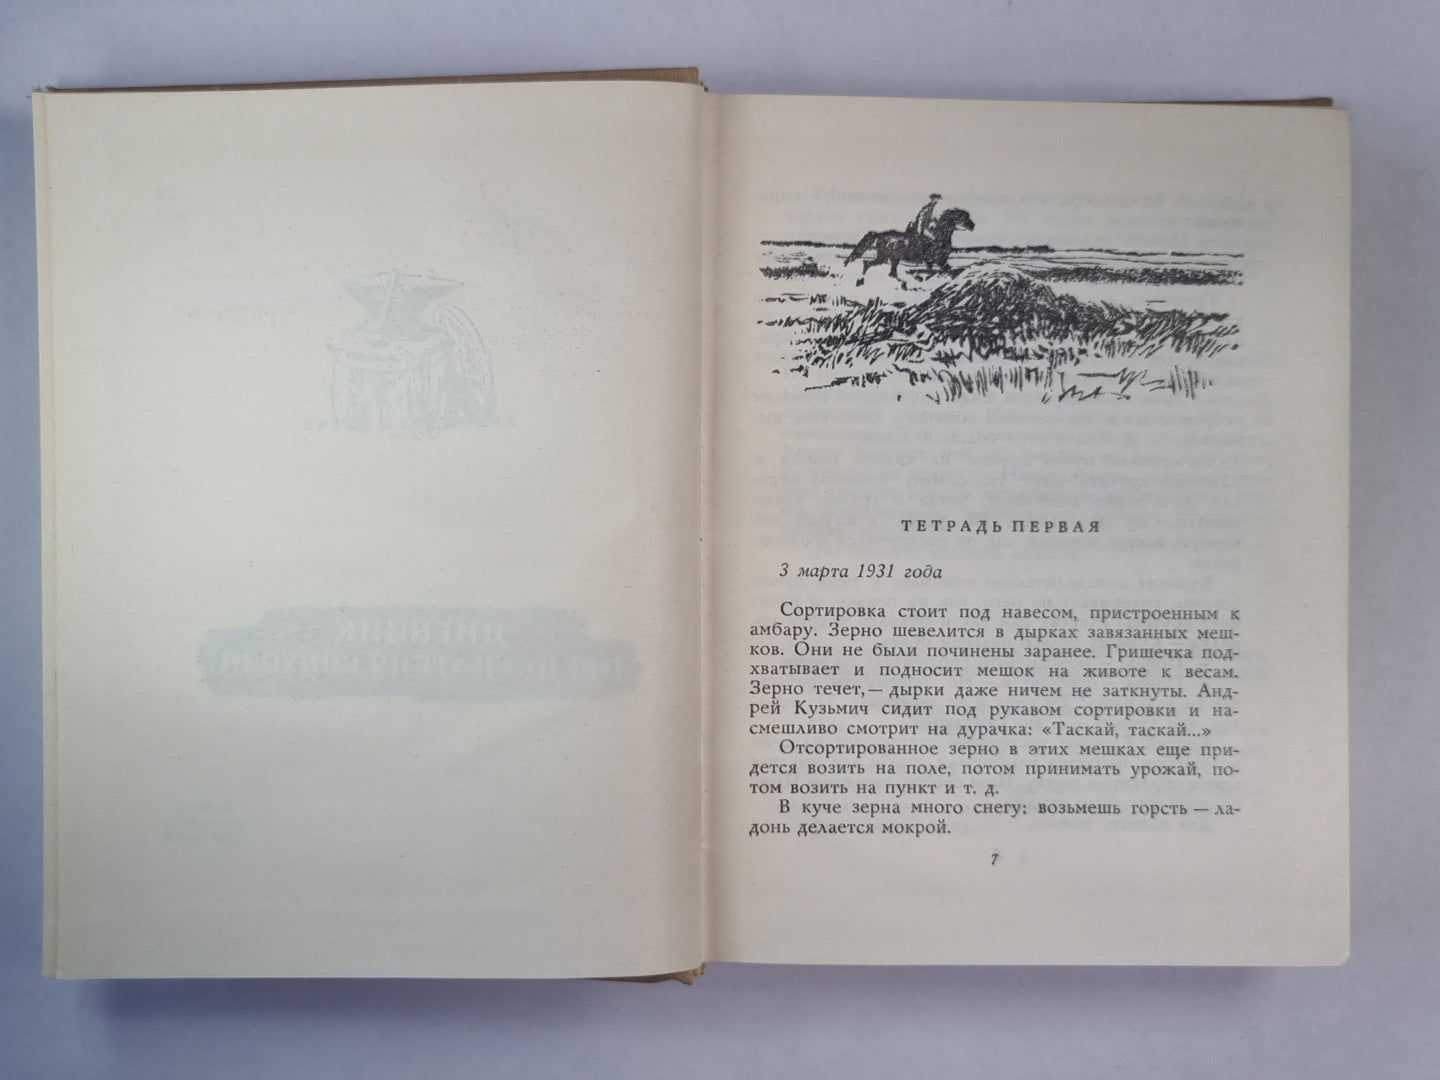 ТЕТРАДЬ ПЕРВАЯ
3 марта 1931 года
Сортировка стоит под навесом, пристроенным к
амбару. Зерно шевелится в дырках завязанных меш-
ков. Они не были починены заранее. Гришечка под-
хватывает и подносит мешок на животе к весам.
Зерно течет,— дырки даже ничем не заткнуты. Анд-
рей Кузьмич сидит под рукавом сортировки и на-
смешливо смотрит на дурачка: «Таскай, таскай...»
Отсортированное зерно в этих мешках еще при-
дется возить на поле, потом принимать урожай, по-
том возить на пункт и т. д.
В куче зерна много снегу: возьмешь горсть — ла-
донь делается мокрой.
7